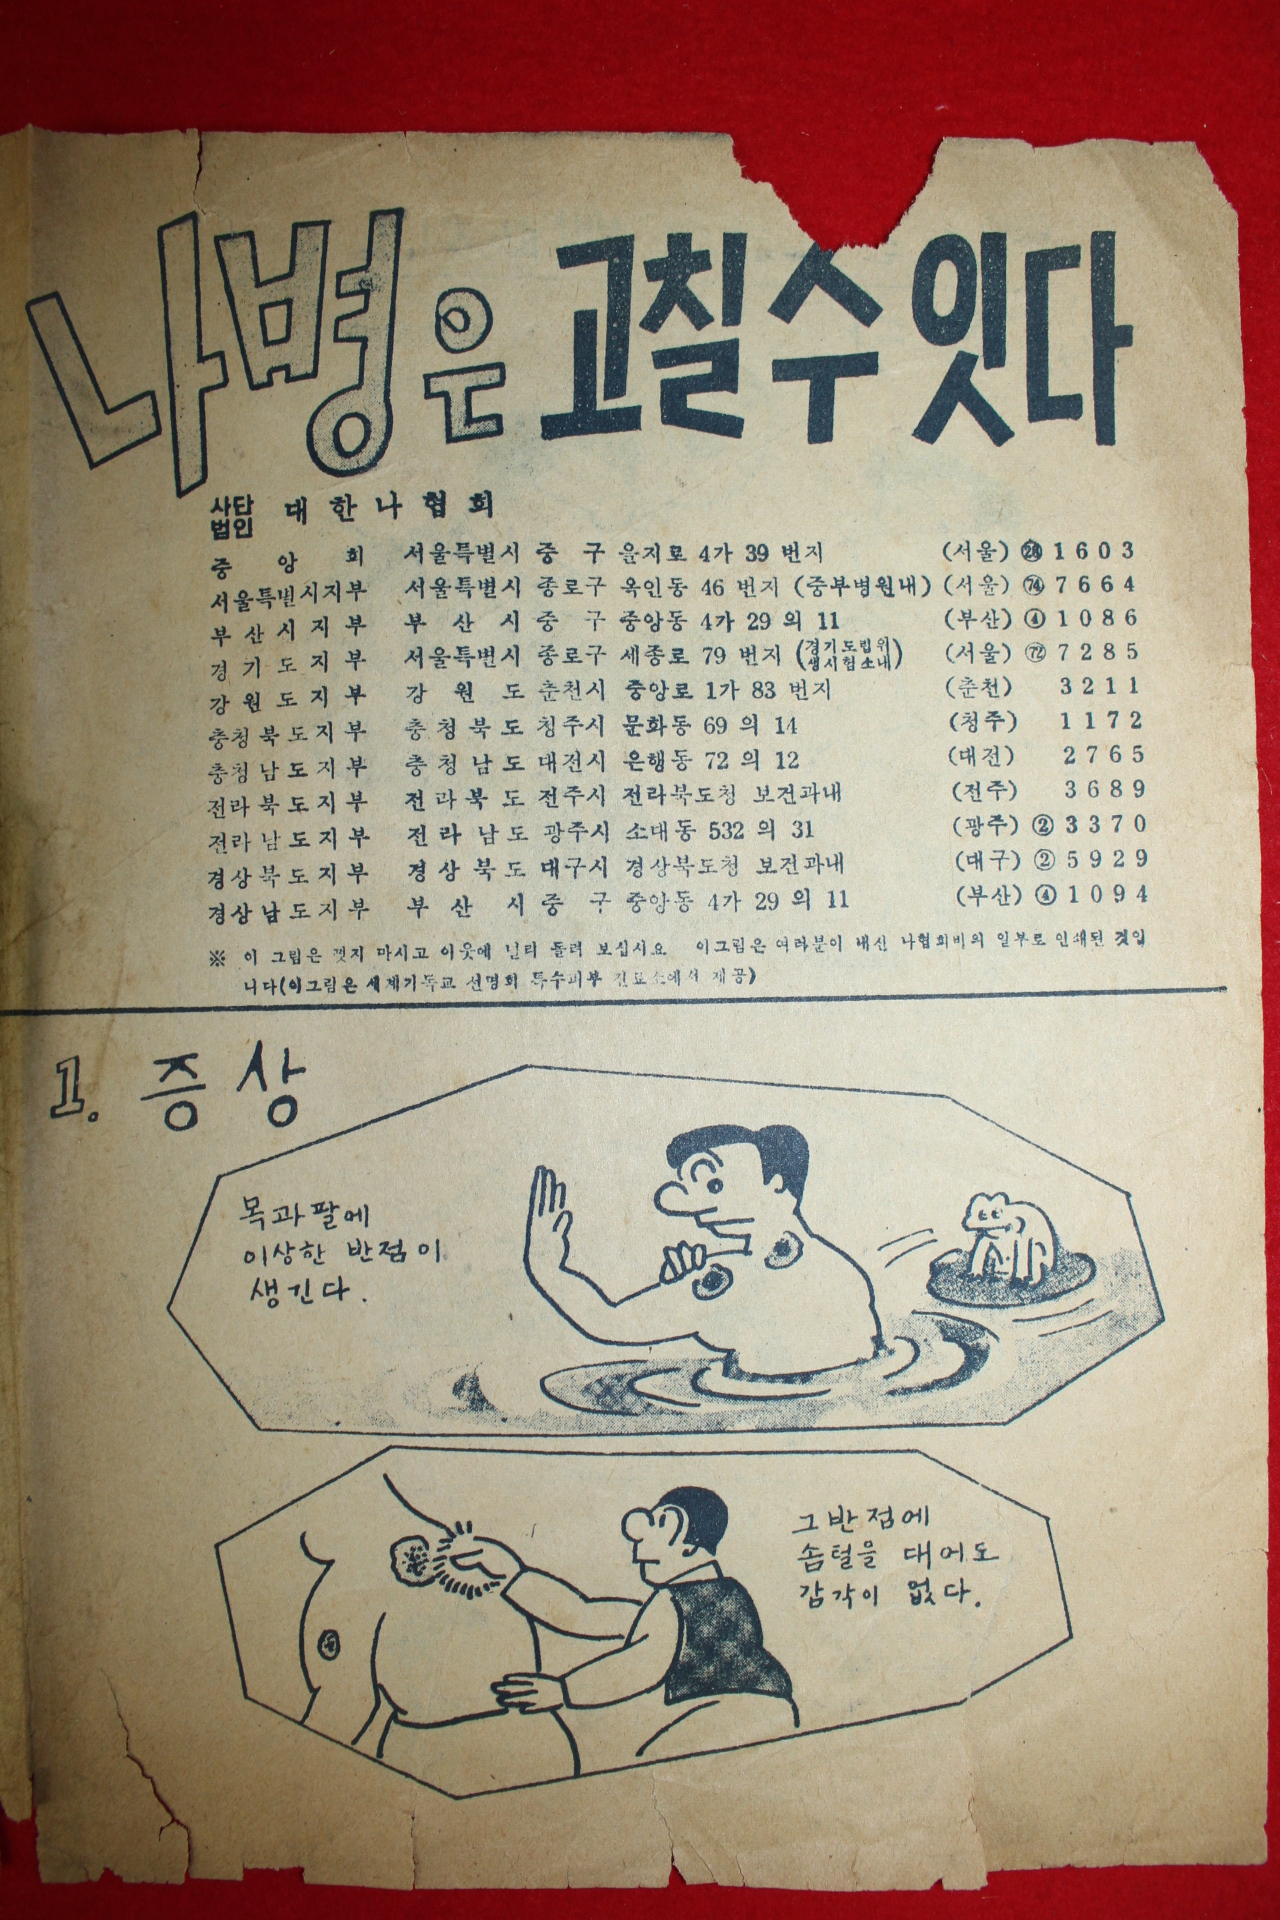 나병은 고칠수 잇다
사단법인 대한나협회
중앙회 서울특별시 중구 을지로 4가 39 번지 (서울) ㉘ 1603
서울특별시지부 서울특별시 종로구 옥인동 46 번지 (중부병원내) (서울) 74 7664
부산시지부 부산시 중구 중앙동 4가 29 의 11 (부산) ④ 1086
경기도지부 서울특별시 종로구 세종로 79 번지 (경기도립위생시험소내) (서울) 72 7285
강원도지부 강원도 춘천시 중앙로 1가 83 번지 (춘천) 3211
충청북도지부 충청북도 청주시 문화동 69 의 14 (청주) 1172
충청남도지부 충청남도 대전시 은행동 72 의 12 (대전) 2765
전라북도지부 전라북도 전주시 전라북도청 보건과내 (전주) 3689
전라남도지부 전라남도 광주시 소대동 532 의 31 (광주) ② 3370
경상북도지부 경상북도 대구시 경상북도청 보건과내 (대구) ② 5929
경상남도지부 부산시 중구 중앙동 4가 29 의 11 (부산) ④ 1094
※ 이 그림은 찟지 마시고 이웃에 널리 돌려 보십시요 이그림은 여러분이 내신 나협회비의 일부로 인쇄된 것입
니다(이그림은 세계기독교 선명회 특수피부 진료소에서 제공)
1. 증상
목과팔에
이상한 반점이
생긴다.
그반점에
솜털을 대어도
감각이 없다.